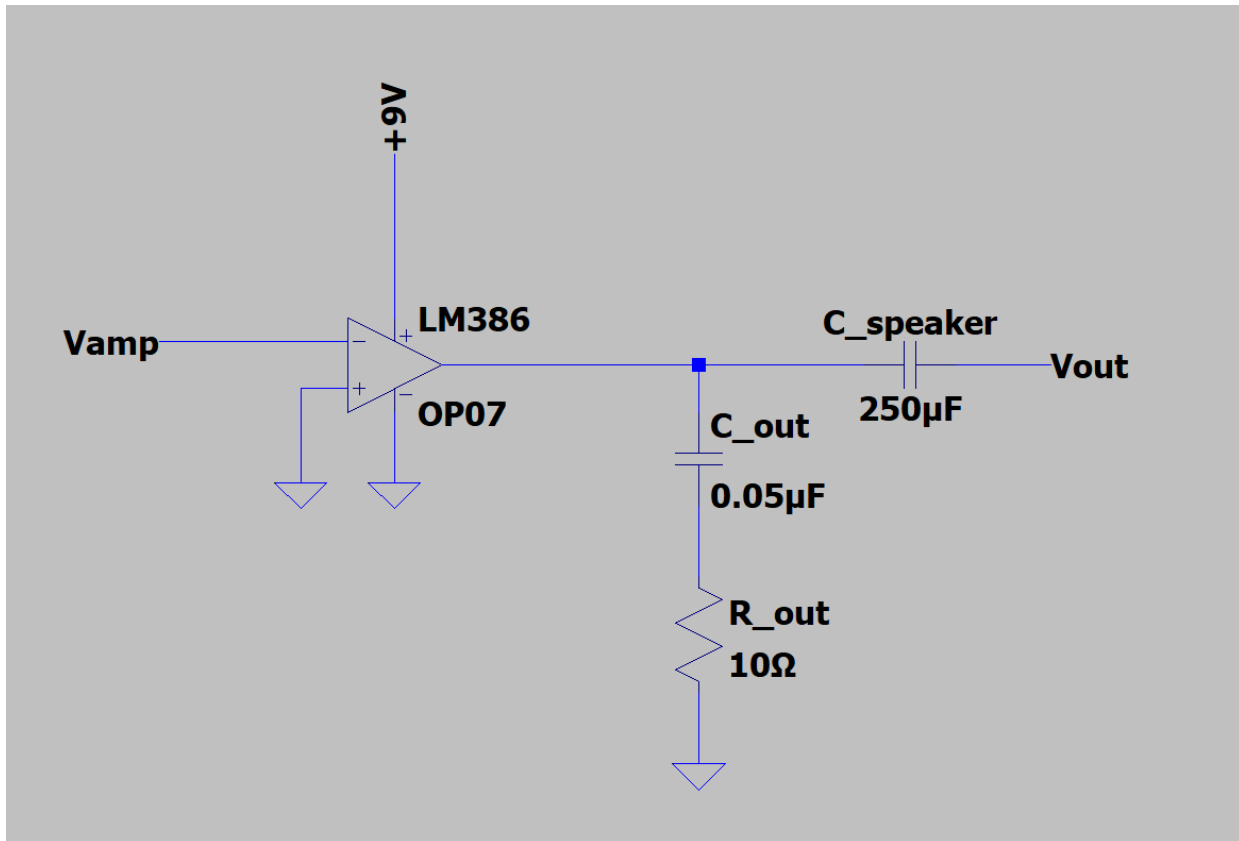 +9V
LM386
Vamp
OP07
C_speaker
250µF
Vout
C_out
0.05µF
R_out
10Ω